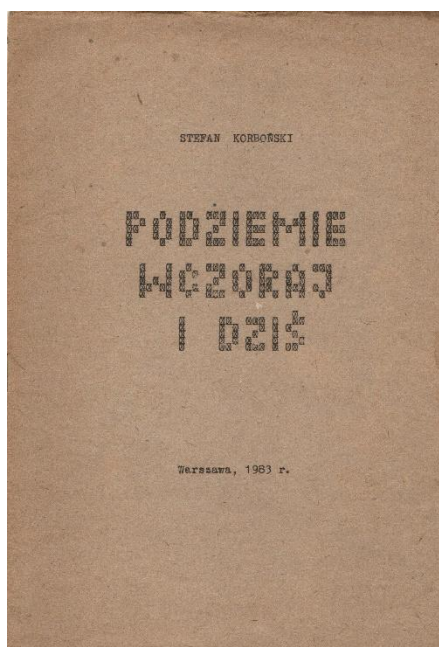 STEFAN KORBOŃSKI
PODZIEMIE
WCZORAJ
I DZIŚ
Warszawa, 1983 r.